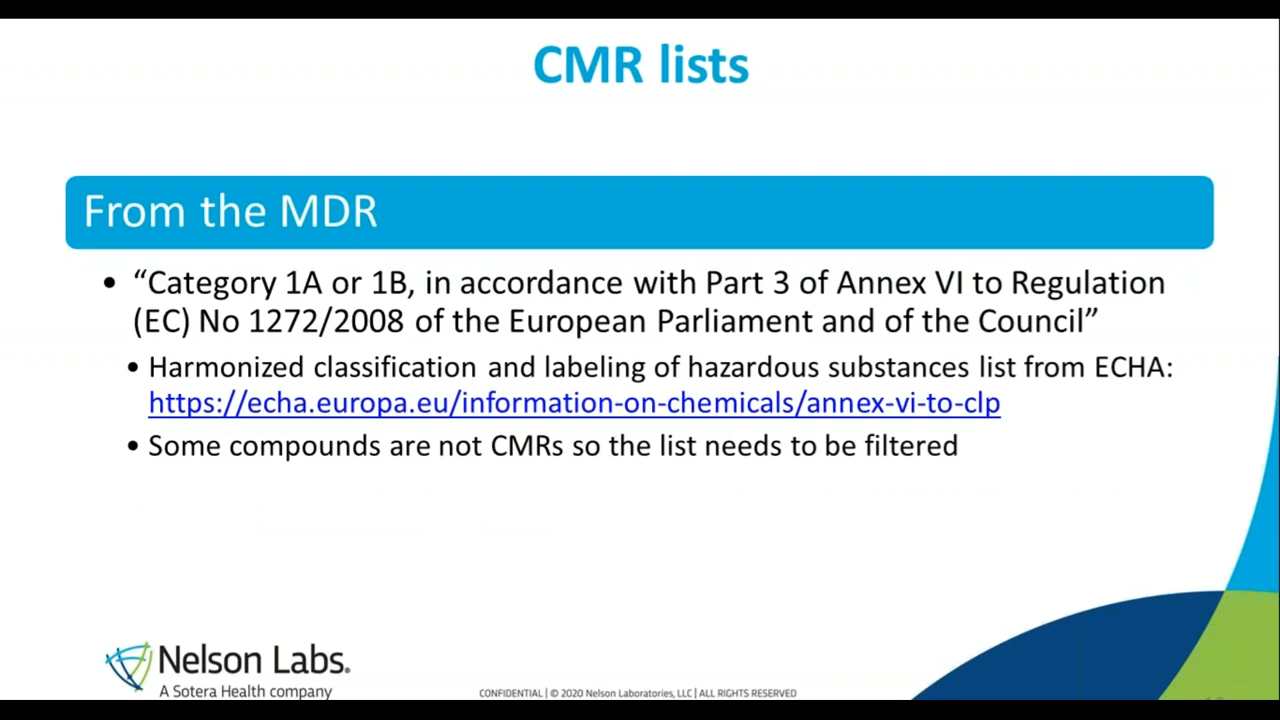 CMR lists
From the MDR
• “Category 1A or 1B, in accordance with Part 3 of Annex VI to Regulation
(EC) No 1272/2008 of the European Parliament and of the Council”
• Harmonized classification and labeling of hazardous substances list from ECHA:
https://echa.europa.eu/information-on-chemicals/annex-vi-to-clp
• Some compounds are not CMRs so the list needs to be filtered
Nelson Labs.
A Sotera Health company
CONFIDENTIAL | © 2020 Nelson Laboratories, LLC | ALL RIGHTS RESERVED